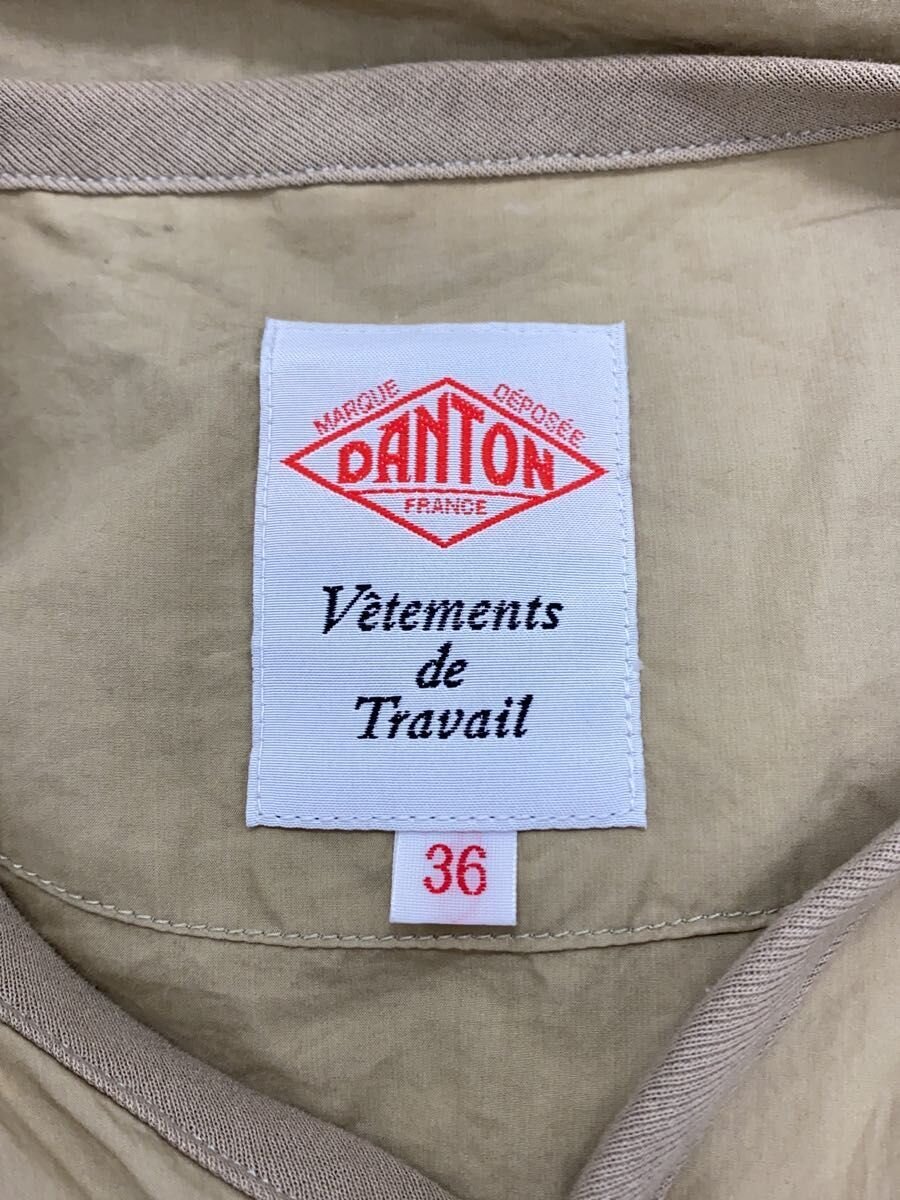 MARQUE DÉPOSÉE
DANTON
FRANCE
Vêtements
de
Travail
36